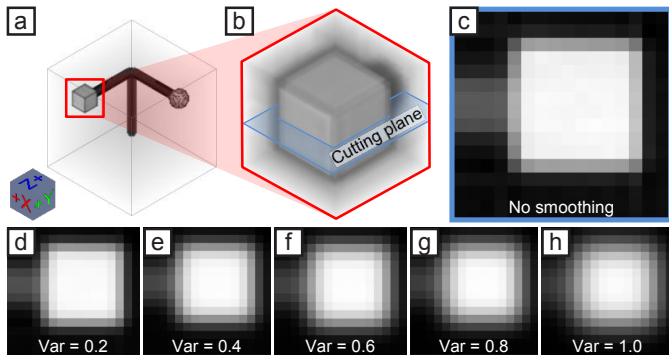 a
b
c
Cutting plane
Z+
+X
+Y
No smoothing
d
e
f
g
h
Var = 0.2
Var = 0.4
Var = 0.6
Var = 0.8
Var = 1.0